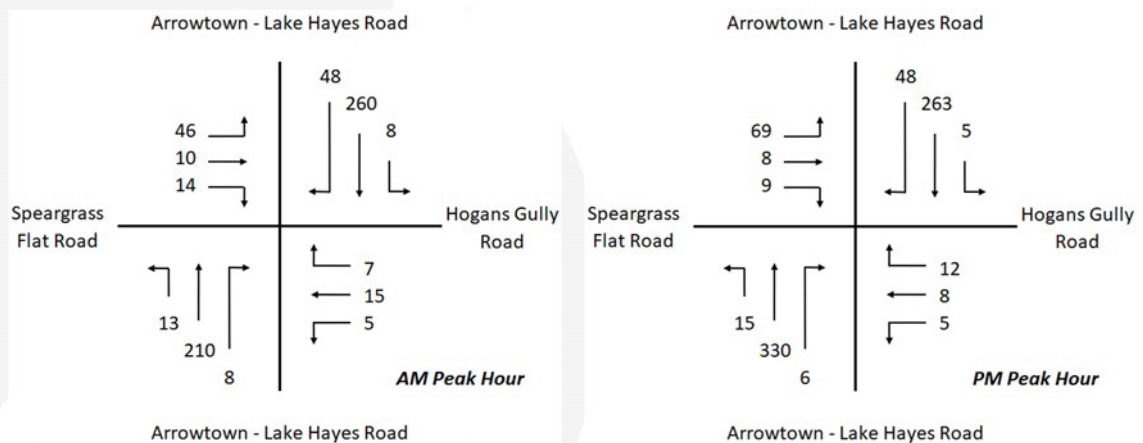 Arrowtown - Lake Hayes Road
48
260
8
46
10
14
Speargrass
Flat Road
Hogans Gully
Road
7
15
5
13
210
8
AM Peak Hour
Arrowtown - Lake Hayes Road
Arrowtown - Lake Hayes Road
48
263
5
69
8
9
Speargrass
Flat Road
Hogans Gully
Road
12
8
5
15
330
6
PM Peak Hour
Arrowtown - Lake Hayes Road